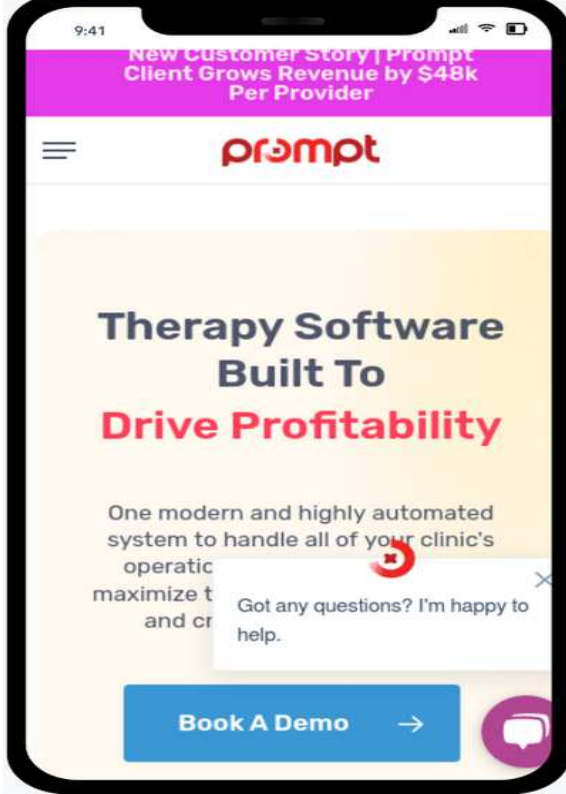 9:41
New Customer Story | Prompt
Client Grows Revenue by $48k
Per Provider
prompt
Therapy Software
Built To
Drive Profitability
One modern and highly automated
system to handle all of your clinic's
operatic
maximize t
and cr
Got any questions? I'm happy to
help.
Book A Demo →